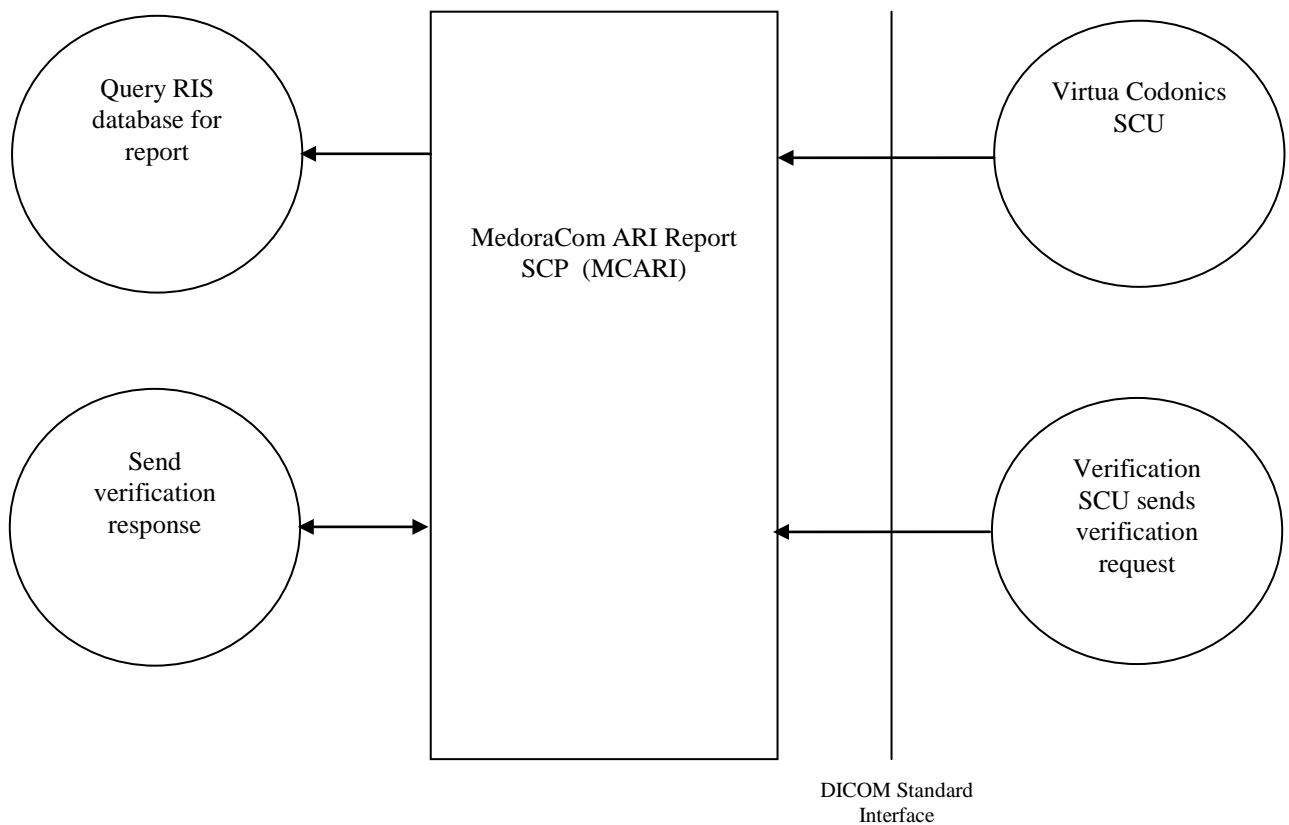 Query RIS
database for
report
MedoraCom ARI Report
SCP (MCARI)
Virtua Codonics
SCU
Send
verification
response
Verification
SCU sends
verification
request
DICOM Standard
Interface